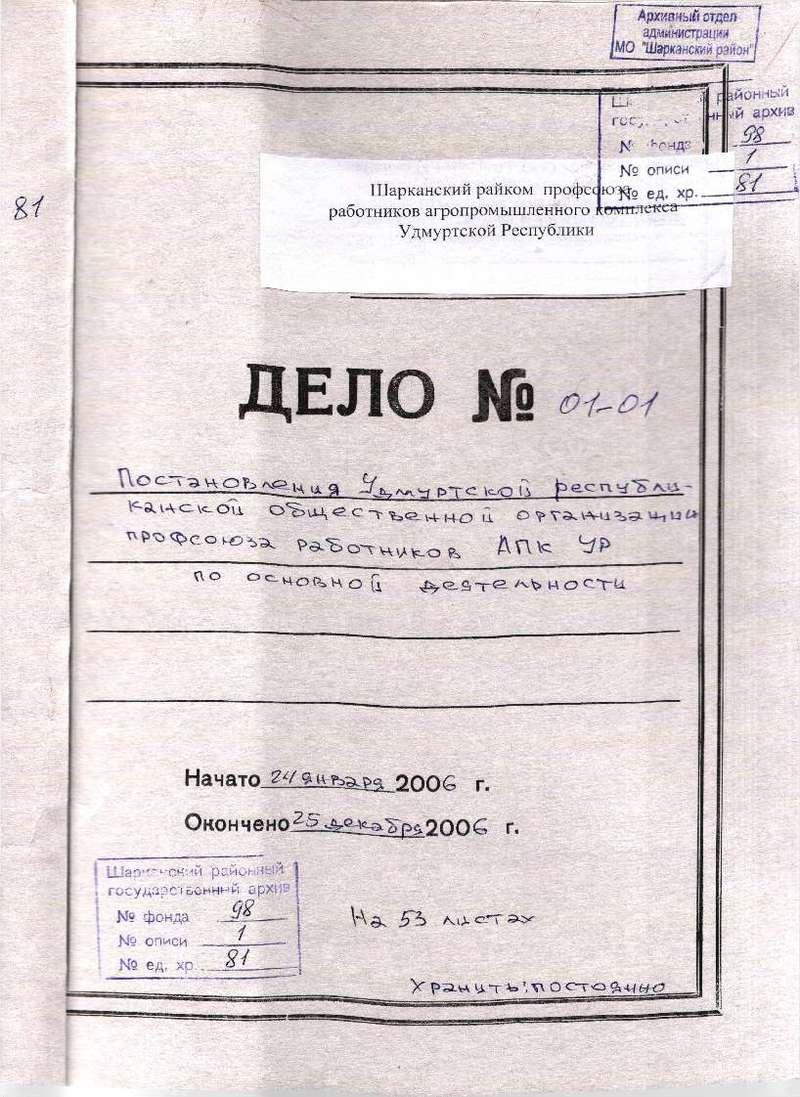 Архивный отдел
администрации
МО "Шарканский район"
районный
архив
№ фонда 98
№ описи 1
№ ед. хр. 81
81
Шарканский райком профсоюза
работников агропромышленного комплекса
Удмуртской Республики
ДЕЛО № 01-01
Постановления Удмуртской республи-
канской общественной организации
профсоюза работников АПК УР
по основной деятельности
Начато 24 января 2006 г.
Окончено 25 декабря 2006 г.
Шарканский районный
государственнный архив
№ фонда 98
№ описи 1
№ ед. хр. 81
На 53 листах
Хранить: постоянно